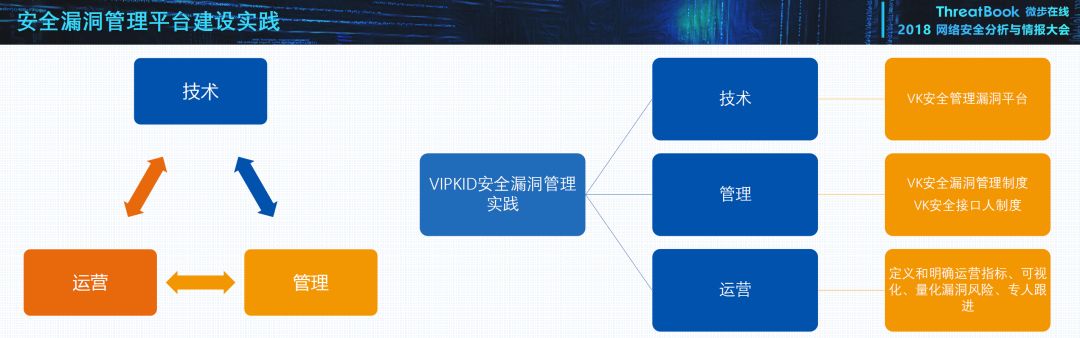 安全漏洞管理平台建设实践
ThreatBook 微步在线
2018 网络安全分析与情报大会
技术
运营
管理
VIPKID安全漏洞管理
实践
技术
VK安全管理漏洞平台
管理
VK安全漏洞管理制度
VK安全接口人制度
运营
定义和明确运营指标、可视
化、量化漏洞风险、专人跟
进